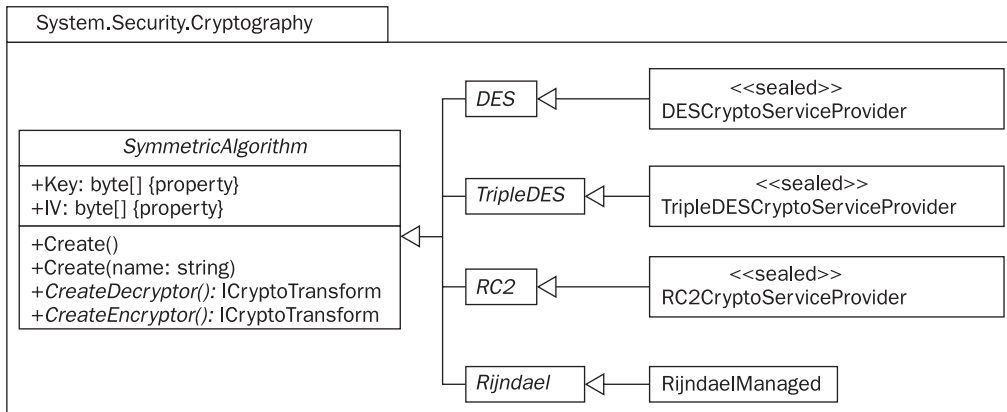 System.Security.Cryptography
SymmetricAlgorithm
+Key: byte[] {property}
+IV: byte[] {property}
+Create()
+Create(name: string)
+CreateDecryptor(): ICryptoTransform
+CreateEncryptor(): ICryptoTransform
DES
<<sealed>>
DESCryptoServiceProvider
TripleDES
<<sealed>>
TripleDESCryptoServiceProvider
RC2
<<sealed>>
RC2CryptoServiceProvider
Rijndael
RijndaelManaged